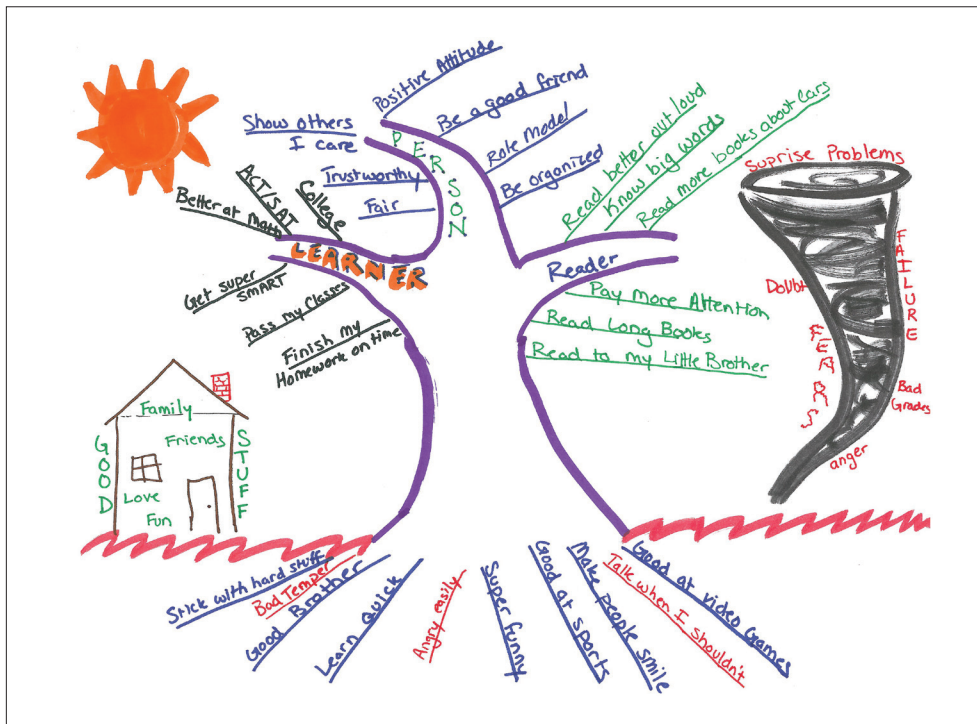 Positive Attitude
Be a good friend
Role Model
Be organized
PERSON
Show others
I care
Trustworthy
Fair
ACT/SAT
College
Better at Math
LEARNER
Get super
SMART
Pass my Classes
Finish my
Homework on time
Read better out loud
Know big words
Read more books about Cars
Reader
Pay more Attention
Read Long Books
Read to my Little Brother
Suprise Problems
FAILURE
Doubt
FEARS
Bad
Grades
anger
Family
Friends
GOOD
STUFF
Love
Fun
Stick with hard stuff
Bad Temper
Good Brother
Learn Quick
Angry easily
Super funny
Good at sports
Make people smile
Talk when I shouldn't
Good at video Games